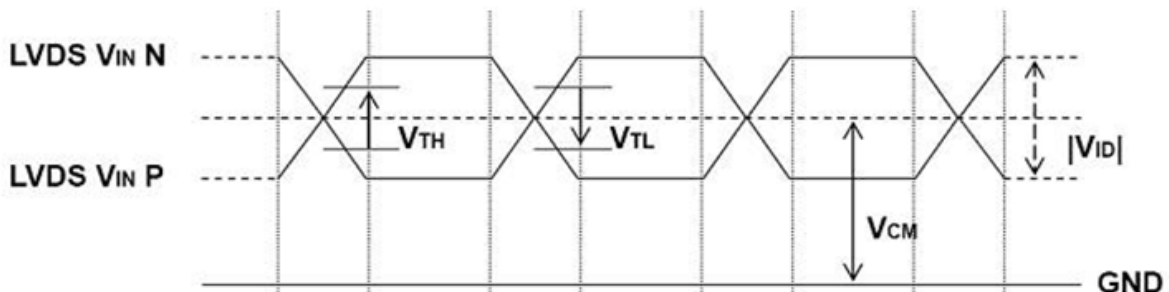 LVDS VIN N
VTH
VTL
LVDS VIN P
|VID|
VCM
GND